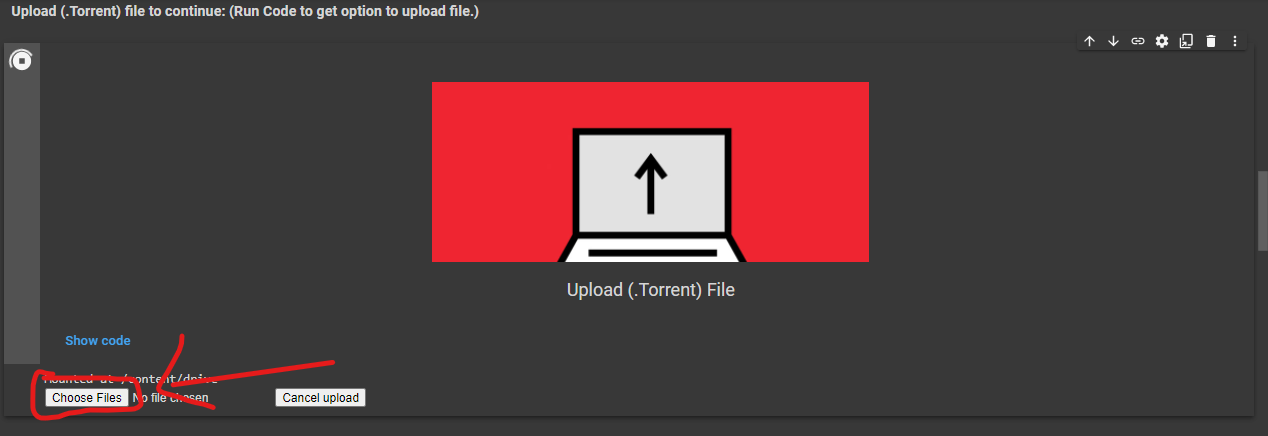 Upload (.Torrent) file to continue: (Run Code to get option to upload file.)
Upload (.Torrent) File
Show code
Mounted at /content/drive
Choose Files No file chosen Cancel upload